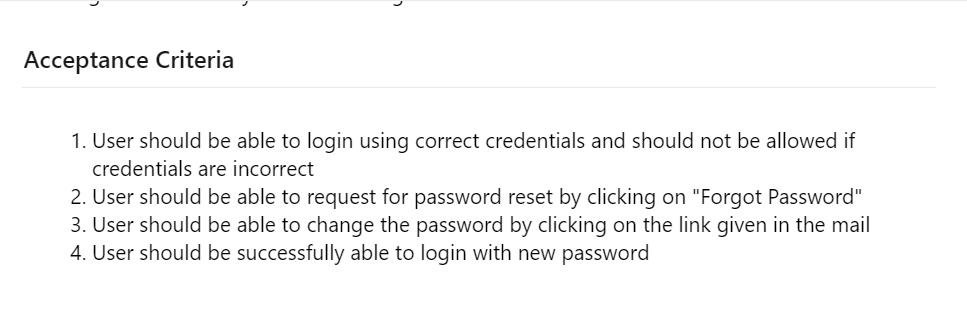 Acceptance Criteria
1. User should be able to login using correct credentials and should not be allowed if
credentials are incorrect
2. User should be able to request for password reset by clicking on "Forgot Password"
3. User should be able to change the password by clicking on the link given in the mail
4. User should be successfully able to login with new password